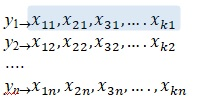 y₁→x₁₁, x₂₁, x₃₁, … . xₖ₁
y₂→x₁₂, x₂₂, x₃₂, … . xₖ₂
....
yₙ→x₁ₙ, x₂ₙ, x₃ₙ, … . , xₖₙ